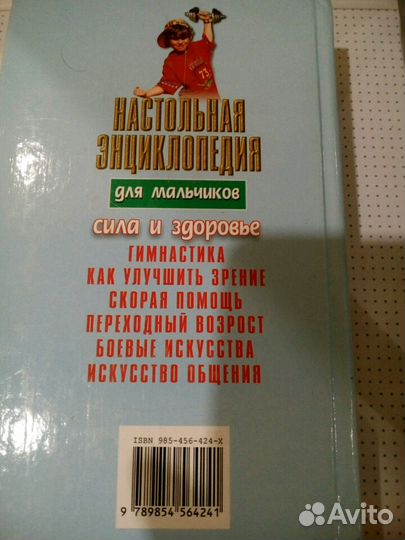 НАСТОЛЬНАЯ
ЭНЦИКЛОПЕДИЯ
для мальчиков
сила и здоровье
ГИМНАСТИКА
КАК УЛУЧШИТЬ ЗРЕНИЕ
СКОРАЯ ПОМОЩЬ
ПЕРЕХОДНЫЙ ВОЗРОСТ
БОЕВЫЕ ИСКУССТВА
ИСКУССТВО ОБЩЕНИЯ
ISBN 985-456-424-X
9 789854 564241
Avito